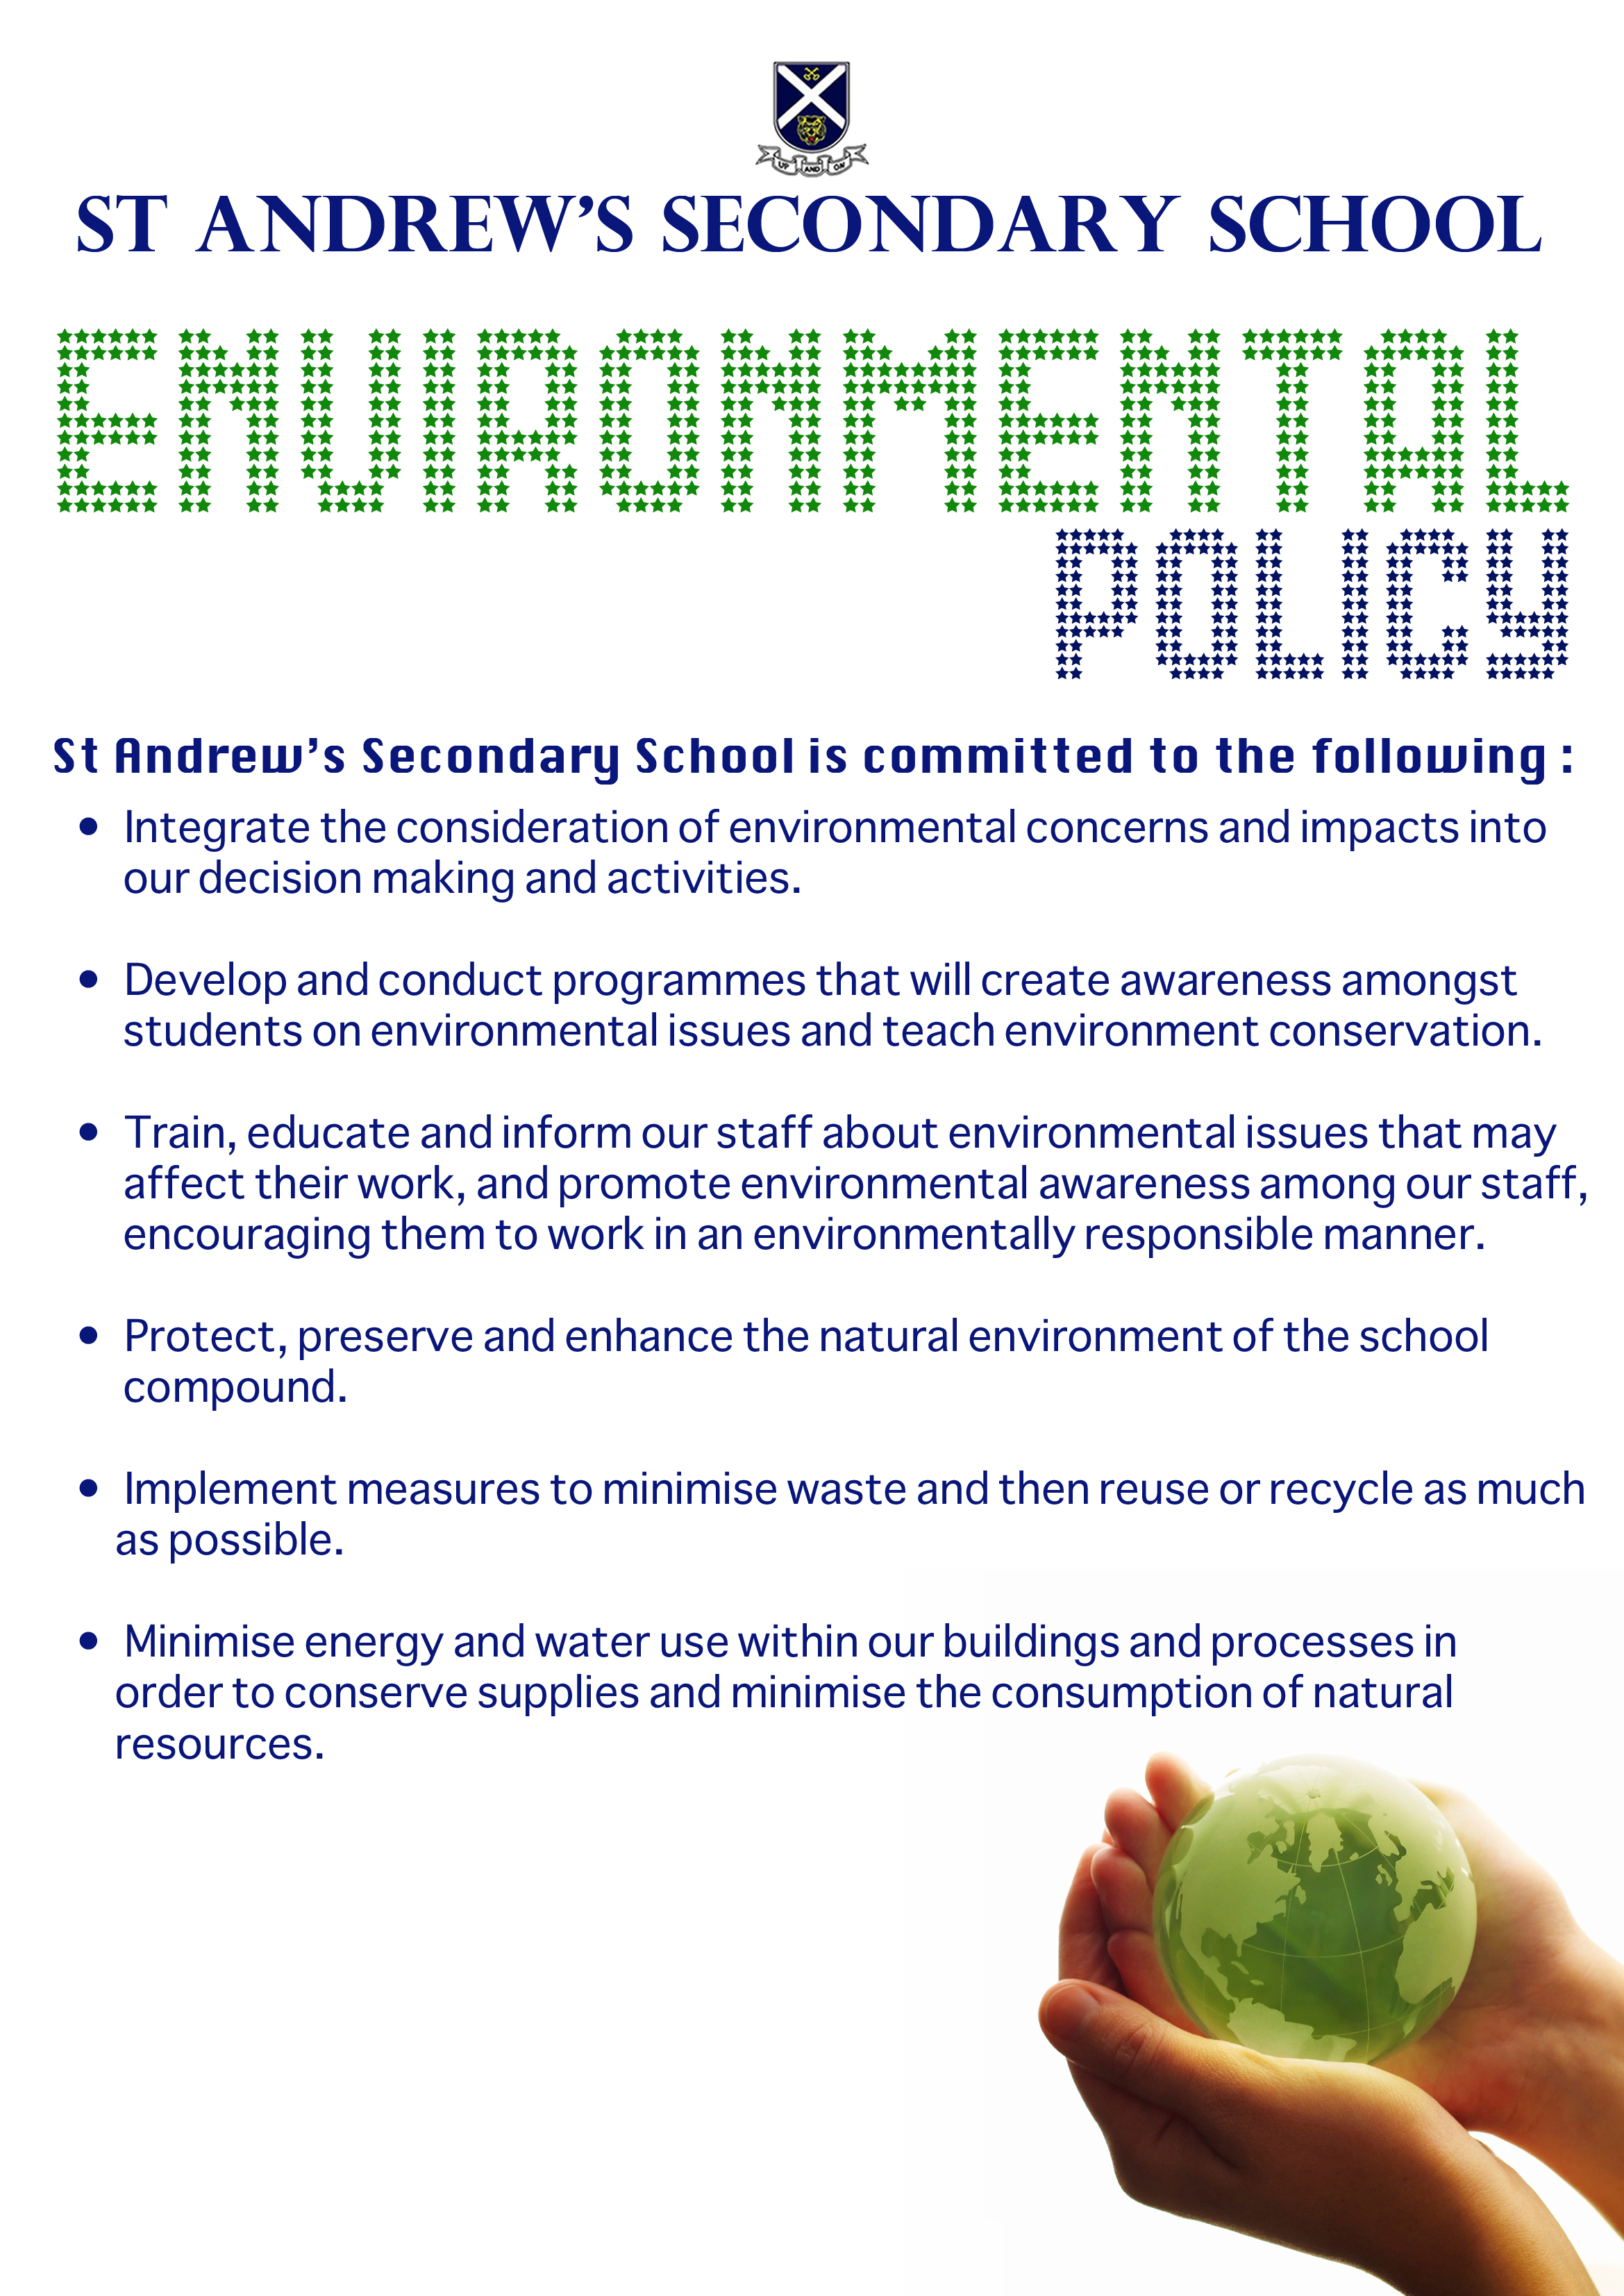 UP AND ON
ST ANDREW’S SECONDARY SCHOOL
ENVIRONMENTAL
POLICY
St Andrew’s Secondary School is committed to the following :
• Integrate the consideration of environmental concerns and impacts into
our decision making and activities.
• Develop and conduct programmes that will create awareness amongst
students on environmental issues and teach environment conservation.
• Train, educate and inform our staff about environmental issues that may
affect their work, and promote environmental awareness among our staff,
encouraging them to work in an environmentally responsible manner.
• Protect, preserve and enhance the natural environment of the school
compound.
• Implement measures to minimise waste and then reuse or recycle as much
as possible.
• Minimise energy and water use within our buildings and processes in
order to conserve supplies and minimise the consumption of natural
resources.